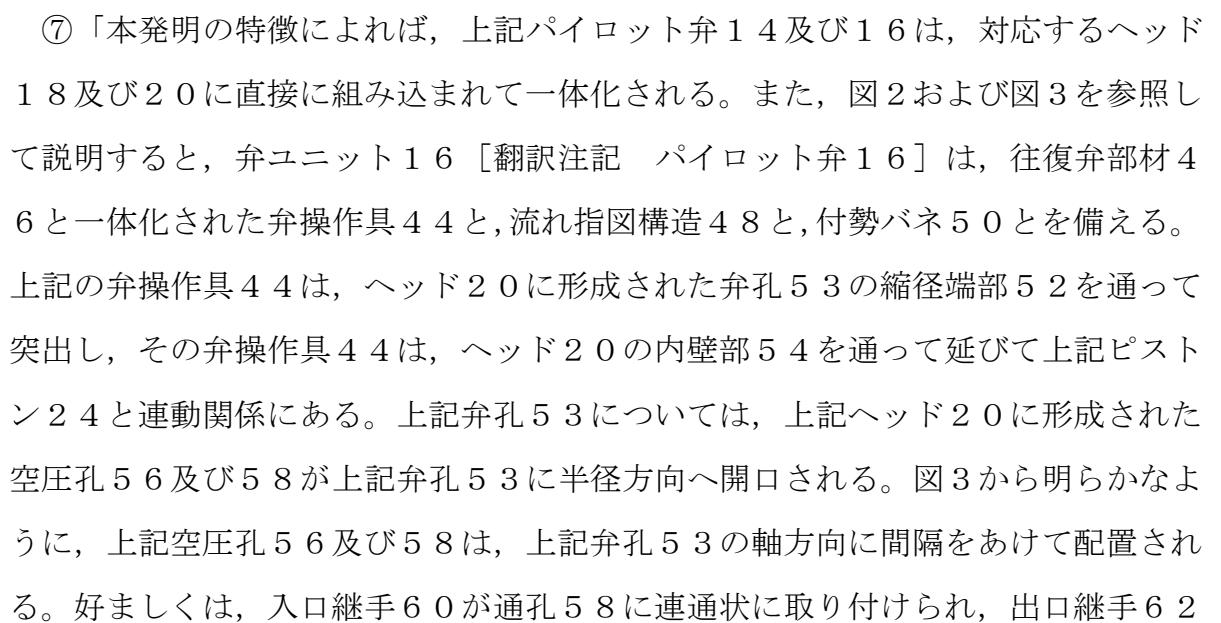 ⑦「本発明の特徴によれば，上記パイロット弁１４及び１６は，対応するヘッド
１８及び２０に直接に組み込まれて一体化される。また，図２および図３を参照し
て説明すると，弁ユニット１６［翻訳注記　パイロット弁１６］は，往復弁部材４
６と一体化された弁操作具４４と,流れ指図構造４８と,付勢バネ５０とを備える。
上記の弁操作具４４は，ヘッド２０に形成された弁孔５３の縮径端部５２を通って
突出し，その弁操作具４４は，ヘッド２０の内壁部５４を通って延びて上記ピスト
ン２４と連動関係にある。上記弁孔５３については，上記ヘッド２０に形成された
空圧孔５６及び５８が上記弁孔５３に半径方向へ開口される。図３から明らかなよ
うに，上記空圧孔５６及び５８は，上記弁孔５３の軸方向に間隔をあけて配置され
る。好ましくは，入口継手６０が通孔５８に連通状に取り付けられ，出口継手６２